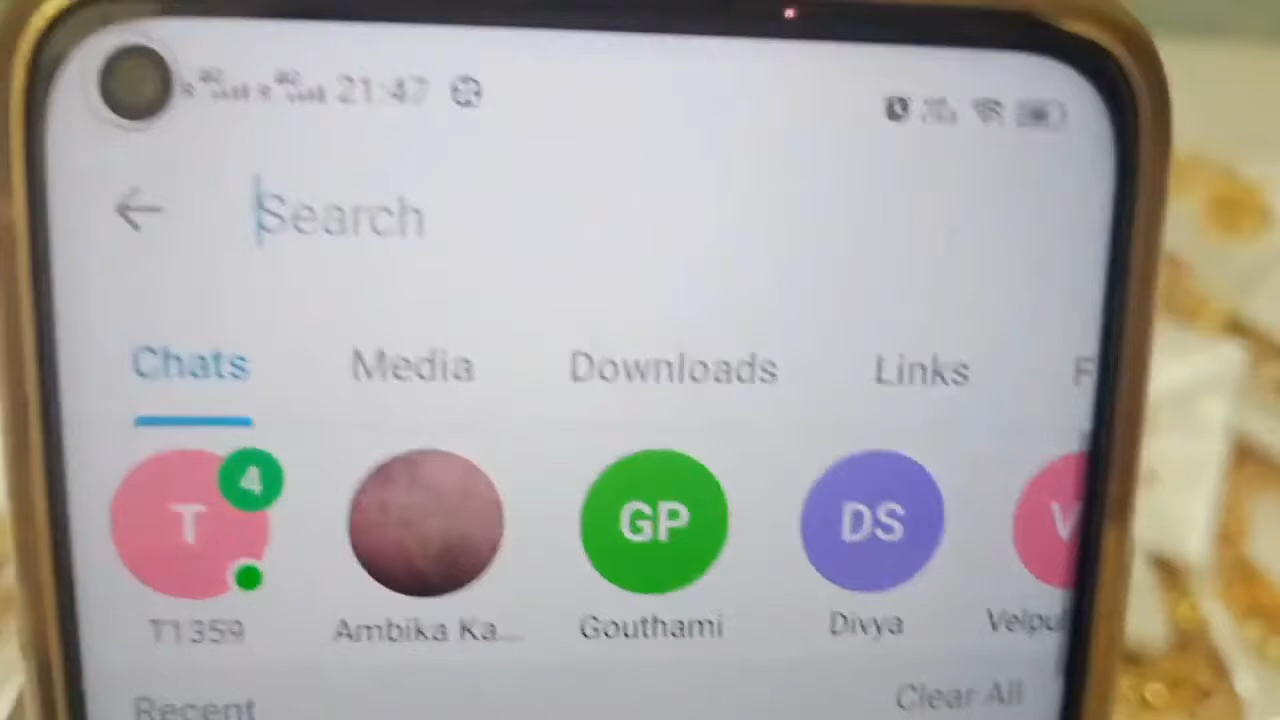 21:47
Search
Chats Media Downloads Links F
4
T GP DS V
T1359 Ambika Ka... Gouthami Divya Velpu
Recent Clear All